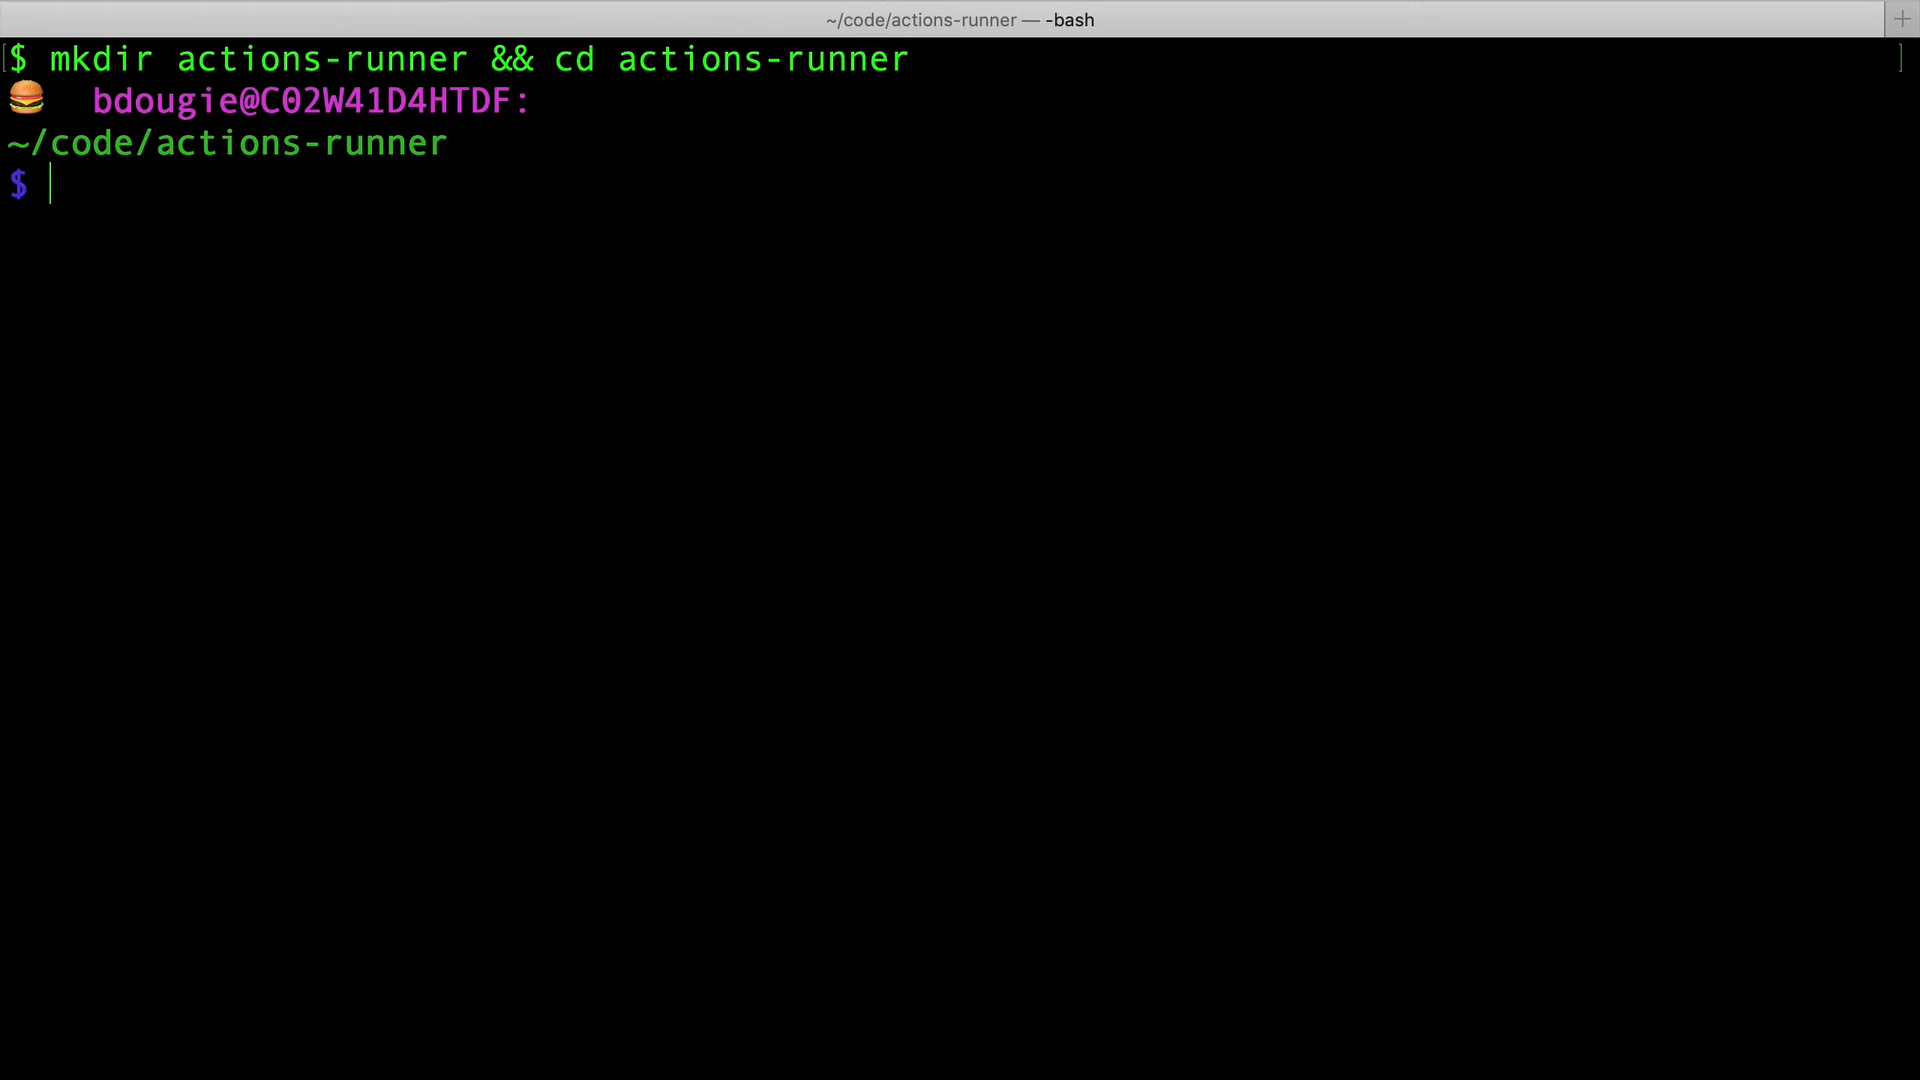 ~/code/actions-runner — -bash
$ mkdir actions-runner && cd actions-runner
🍔 bdougie@C02W41D4HTDF:
~/code/actions-runner
$